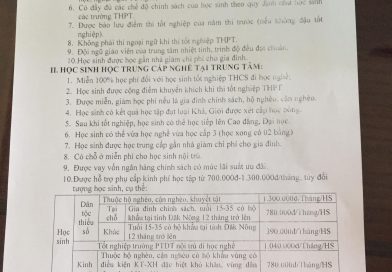 6. Có đầy đủ các chế độ chính sách của học sinh theo quy định như học sinh
các trường THPT.
7. Được bảo lưu điểm thi tốt nghiệp của năm thi trước (nếu không đậu tốt
nghiệp).
8. Không phải thi ngoại ngữ khi thi tốt nghiệp THPT.
9. Đội ngũ giáo viên của trung tâm nhiệt tình, trình độ đều đạt chuẩn.
10. Học sinh được học gần nhà giảm chi phí cho gia đình.
II. HỌC SINH HỌC TRUNG CẤP NGHỀ TẠI TRUNG TÂM:
1. Miễn 100% học phí đối với học sinh tốt nghiệp THCS đi học nghề.
2. Học sinh được cộng điểm khuyến khích khi thi tốt nghiệp THPT
3. Được miễn, giảm học phí nếu là gia đình chính sách, hộ nghèo, cận nghèo.
4. Học sinh có kết quả học tập đạt loại Khá, Giỏi được xét cấp học bổng.
5. Sau khi tốt nghiệp, học sinh có thể học tiếp lên Cao đẳng, Đại học.
6. Học sinh có thể vừa học nghề vừa học cấp 3 (học xong có 02 bằng)
7. Học sinh được học trung cấp gần nhà giảm chi phí cho gia đình.
8. Có chỗ ở miễn phí cho học sinh nội trú.
9. Được vay vốn ngân hàng chính sách có mức lãi suất ưu đãi.
10. Được hỗ trợ phụ cấp kinh phí học tập từ 700.000đ-1.300.000đ/tháng, tùy đối
tượng học sinh, cụ thể:
Học sinh
Dân tộc thiểu số
Thuộc hộ nghèo, cận nghèo, khuyết tật
1.300.000đ/Tháng/HS
Tại chỗ
Gia đình chính sách, tuổi 15-35 có hộ
khẩu tại tỉnh Đăk Nông 12 tháng trở lên
780.000đ/Tháng/HS
Khác
Tuổi 15-35 có hộ khẩu tại tỉnh Đăk Nông
12 tháng trở lên
390.000đ/tháng/HS
Tốt nghiệp trường PTDT nội trú đi học nghề
1.040.000đ/Tháng/HS
Kinh
Thuộc hộ nghèo, cận nghèo có hộ khẩu vùng có
điều kiện KT-XH đặc biệt khó khăn, vùng dân
780.000đ/Tháng/HS